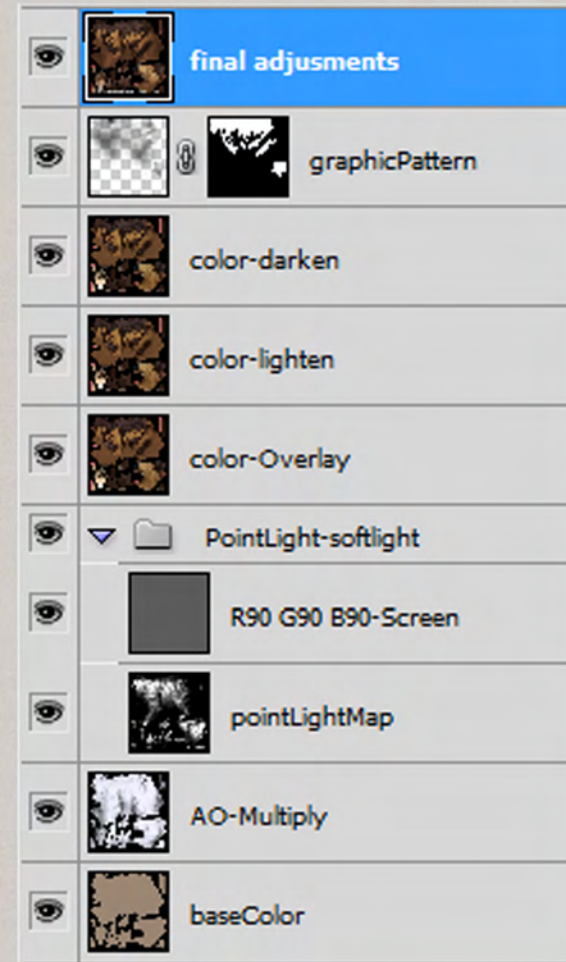 final adjusments
graphicPattern
color-darken
color-lighten
color-Overlay
PointLight-softlight
R90 G90 B90-Screen
pointLightMap
AO-Multiply
baseColor